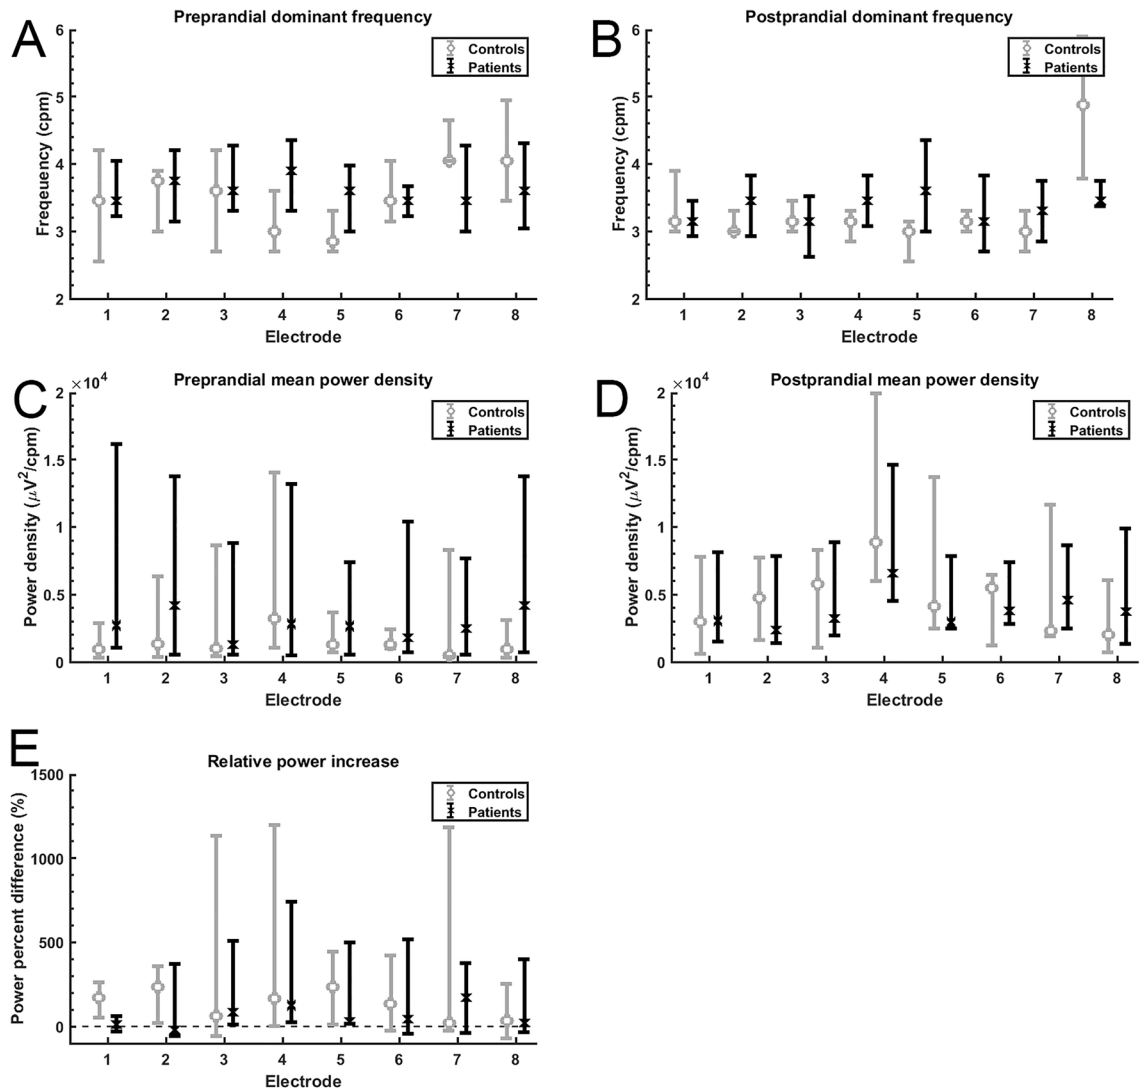 A
Preprandial dominant frequency
Controls
Patients
6
5
4
3
2
Freqeuency (cpm)
1 2 3 4 5 6 7 8
Electrode
B
Postprandial dominant frequency
Controls
Patients
6
5
4
3
2
Frequency (cpm)
1 2 3 4 5 6 7 8
Electrode
C
Preprandial mean power density
×10⁴
Controls
Patients
2
1.5
1
0.5
0
Power density (μV²/cpm)
1 2 3 4 5 6 7 8
Electrode
D
Postprandial mean power density
×10⁴
Controls
Patients
2
1.5
1
0.5
0
Power density (μV²/cpm)
1 2 3 4 5 6 7 8
Electrode
E
Relative power increase
Controls
Patients
1500
1000
500
0
Power percent difference (%)
1 2 3 4 5 6 7 8
Electrode